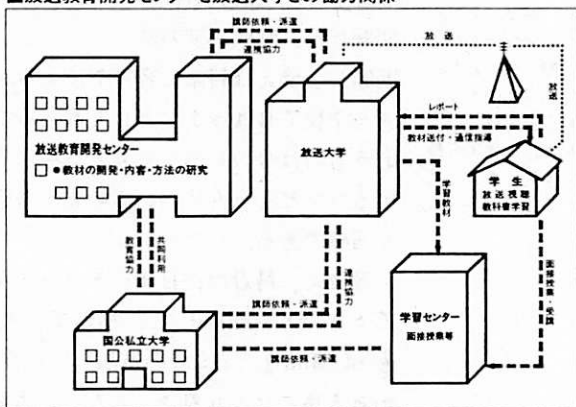 ■放送教育開発センターと放送大学との協力関係
講師依頼・派遣
連携協力
放送
放送
放送教育開発センター
●教材の開発・内容・方法の研究
放送大学
レポート
教材送付・通信指導
学生
放送視聴
教科書学習
学習教材
教育協力
共同利用
連携協力
面接授業・受講
国公私立大学
講師依頼・派遣
講師依頼・派遣
学習センター
面接授業等